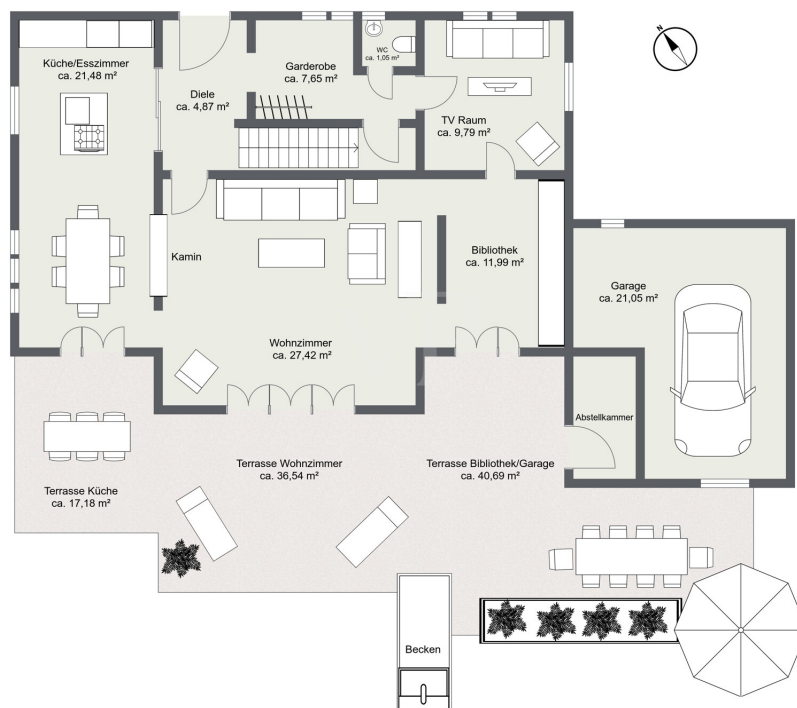 N
Küche/Esszimmer
ca. 21,48 m²
Diele
ca. 4,87 m²
Garderobe
ca. 7,65 m²
WC
ca. 1,05 m²
TV Raum
ca. 9,79 m²
Kamin
Bibliothek
ca. 11,99 m²
Garage
ca. 21,05 m²
Wohnzimmer
ca. 27,42 m²
Abstellkammer
Terrasse Küche
ca. 17,18 m²
Terrasse Wohnzimmer
ca. 36,54 m²
Terrasse Bibliothek/Garage
ca. 40,69 m²
Becken